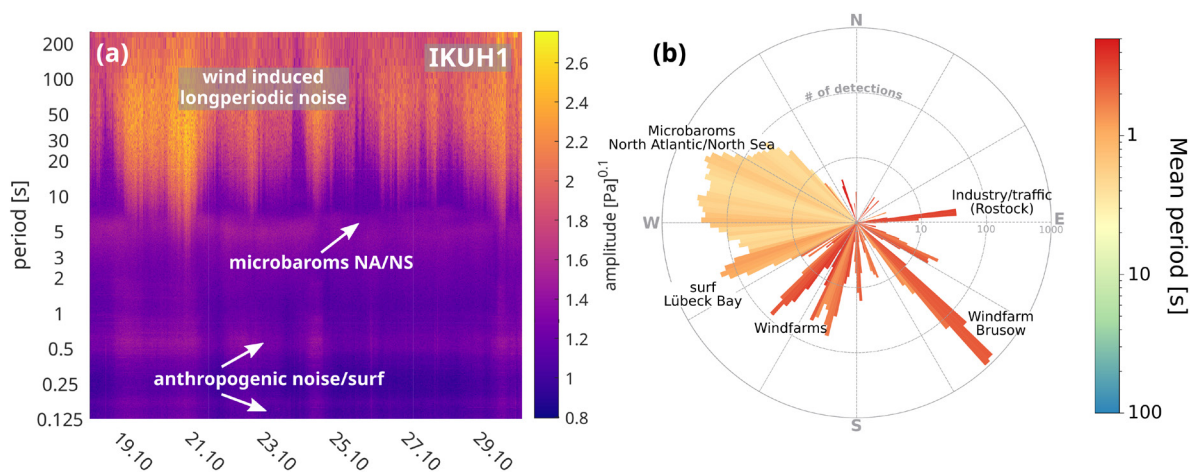 (a)
IKUH1
wind induced
longperiodic noise
microbaroms NA/NS
anthropogenic noise/surf
period [s]
200
100
50
30
20
10
5
3
2
1
0.5
0.25
0.125
19.10
21.10
23.10
25.10
27.10
29.10
2.6
2.4
2.2
2
1.8
1.6
1.4
1.2
1
0.8
amplitude [Pa]^0.1
(b)
N
# of detections
Microbaroms
North Atlantic/North Sea
Industry/traffic
(Rostock)
W
E
10
100
1000
surf
Lübeck Bay
Windfarms
Windfarm
Brusow
S
1
10
100
Mean period [s]